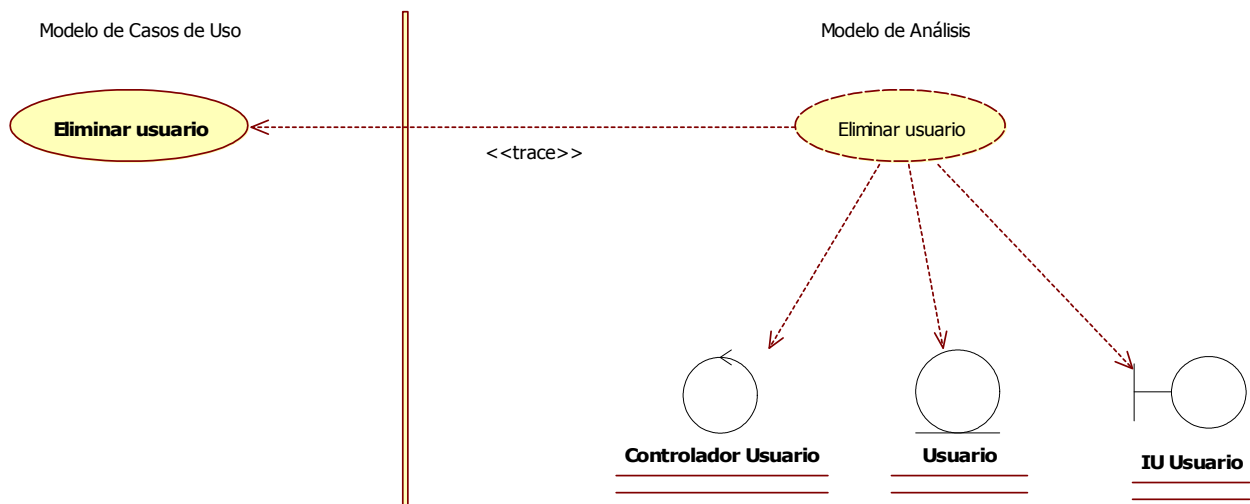 Modelo de Casos de Uso
Modelo de Análisis
Eliminar usuario
Eliminar usuario
<<trace>>
Controlador Usuario
Usuario
IU Usuario